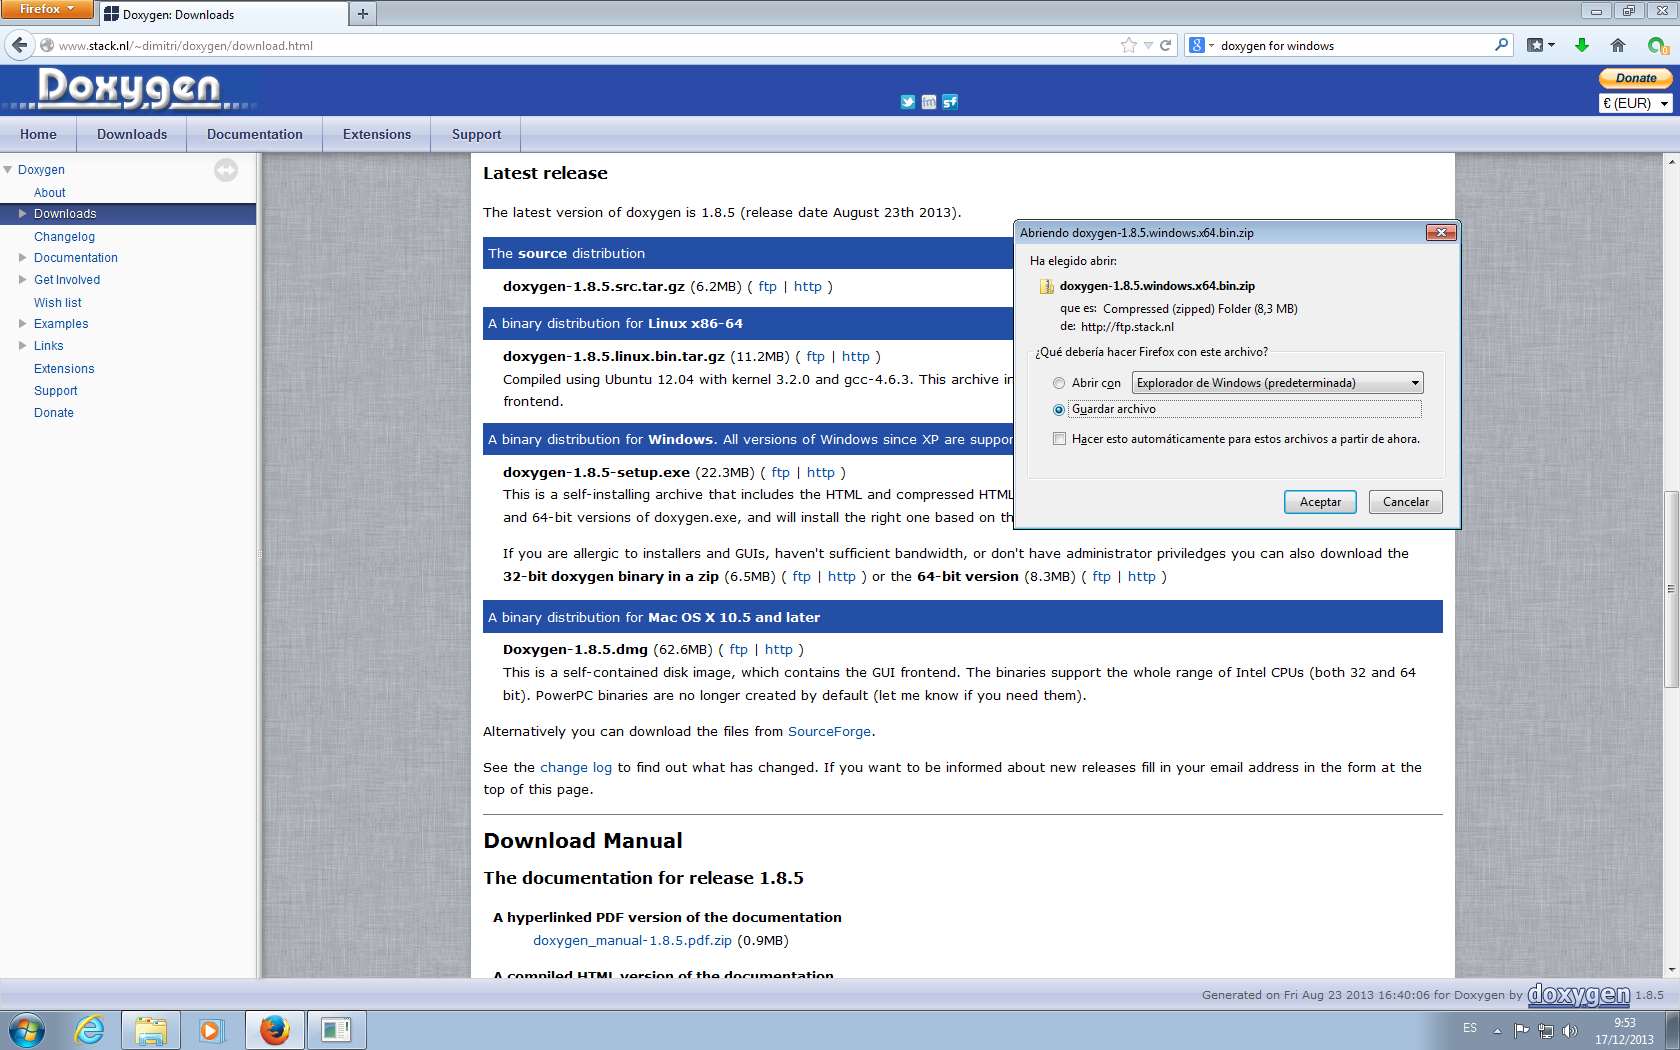 Firefox
Doxygen: Downloads
www.stack.nl/~dimitri/doxygen/download.html
doxygen for windows
Doxygen
Donate
€ (EUR)
Home
Downloads
Documentation
Extensions
Support
Doxygen
About
Downloads
Changelog
Documentation
Get Involved
Wish list
Examples
Links
Extensions
Support
Donate
Latest release
The latest version of doxygen is 1.8.5 (release date August 23th 2013).
The source distribution
doxygen-1.8.5.src.tar.gz (6.2MB) ( ftp | http )
A binary distribution for Linux x86-64
doxygen-1.8.5.linux.bin.tar.gz (11.2MB) ( ftp | http )
Compiled using Ubuntu 12.04 with kernel 3.2.0 and gcc-4.6.3. This archive in
frontend.
A binary distribution for Windows. All versions of Windows since XP are suppor
doxygen-1.8.5-setup.exe (22.3MB) ( ftp | http )
This is a self-installing archive that includes the HTML and compressed HTML
and 64-bit versions of doxygen.exe, and will install the right one based on th
If you are allergic to installers and GUIs, haven't sufficient bandwidth, or don't have administrator priviledges you can also download the
32-bit doxygen binary in a zip (6.5MB) ( ftp | http ) or the 64-bit version (8.3MB) ( ftp | http )
A binary distribution for Mac OS X 10.5 and later
Doxygen-1.8.5.dmg (62.6MB) ( ftp | http )
This is a self-contained disk image, which contains the GUI frontend. The binaries support the whole range of Intel CPUs (both 32 and 64
bit). PowerPC binaries are no longer created by default (let me know if you need them).
Alternatively you can download the files from SourceForge.
See the change log to find out what has changed. If you want to be informed about new releases fill in your email address in the form at the
top of this page.
Download Manual
The documentation for release 1.8.5
A hyperlinked PDF version of the documentation
doxygen_manual-1.8.5.pdf.zip (0.9MB)
A compiled HTML version of the documentation
Abriendo doxygen-1.8.5.windows.x64.bin.zip
Ha elegido abrir:
doxygen-1.8.5.windows.x64.bin.zip
que es: Compressed (zipped) Folder (8,3 MB)
de: http://ftp.stack.nl
¿Qué debería hacer Firefox con este archivo?
Abrir con
Explorador de Windows (predeterminada)
Guardar archivo
Hacer esto automáticamente para estos archivos a partir de ahora.
Aceptar
Cancelar
Generated on Fri Aug 23 2013 16:40:06 for Doxygen by doxygen 1.8.5
ES
9:53
17/12/2013